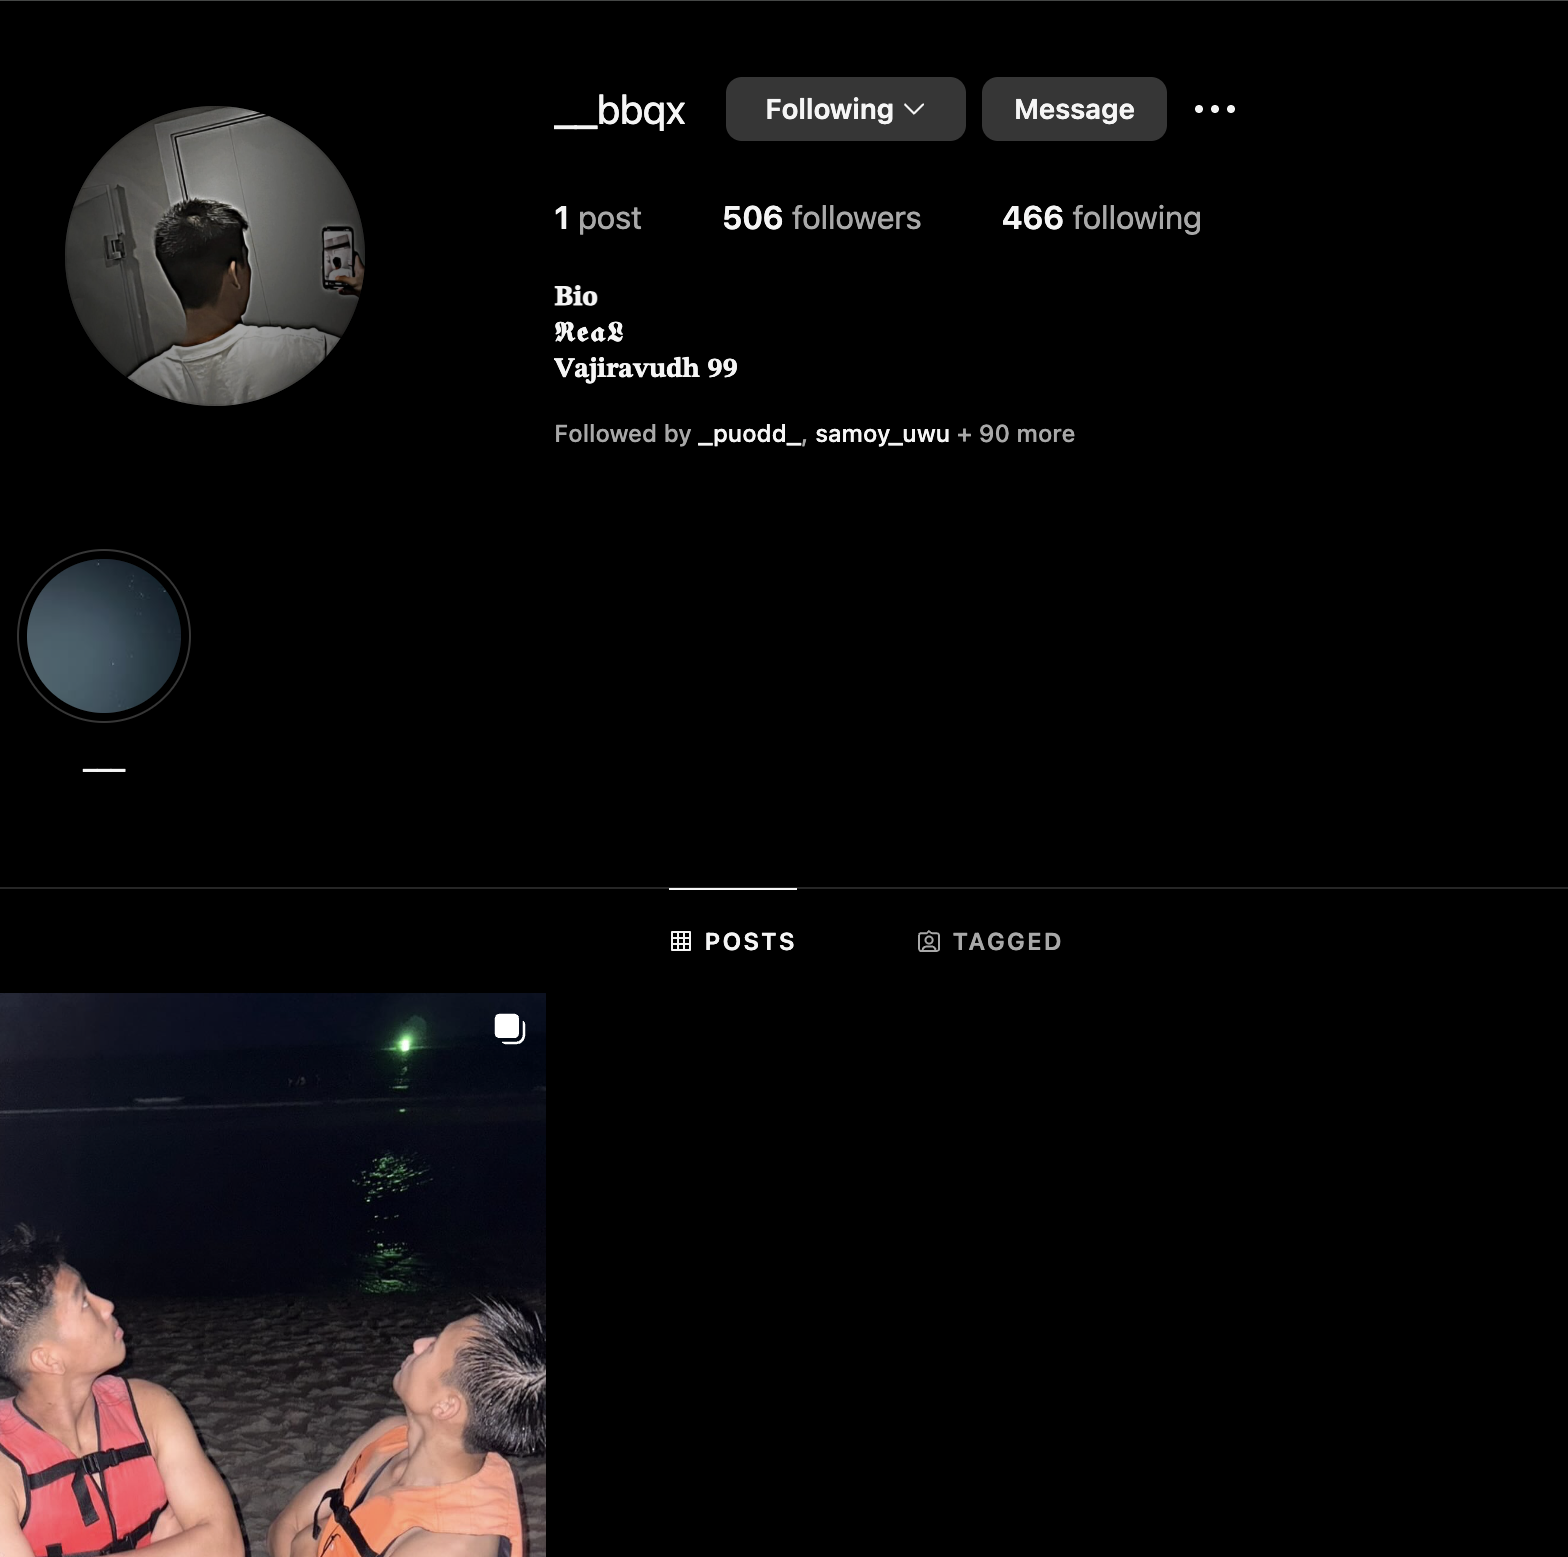 __bbqx Following Message
1 post 506 followers 466 following
Bio
𝕽𝖊𝖆𝕷
Vajiravudh 99
Followed by _puodd_, samoy_uwu + 90 more
__
POSTS TAGGED